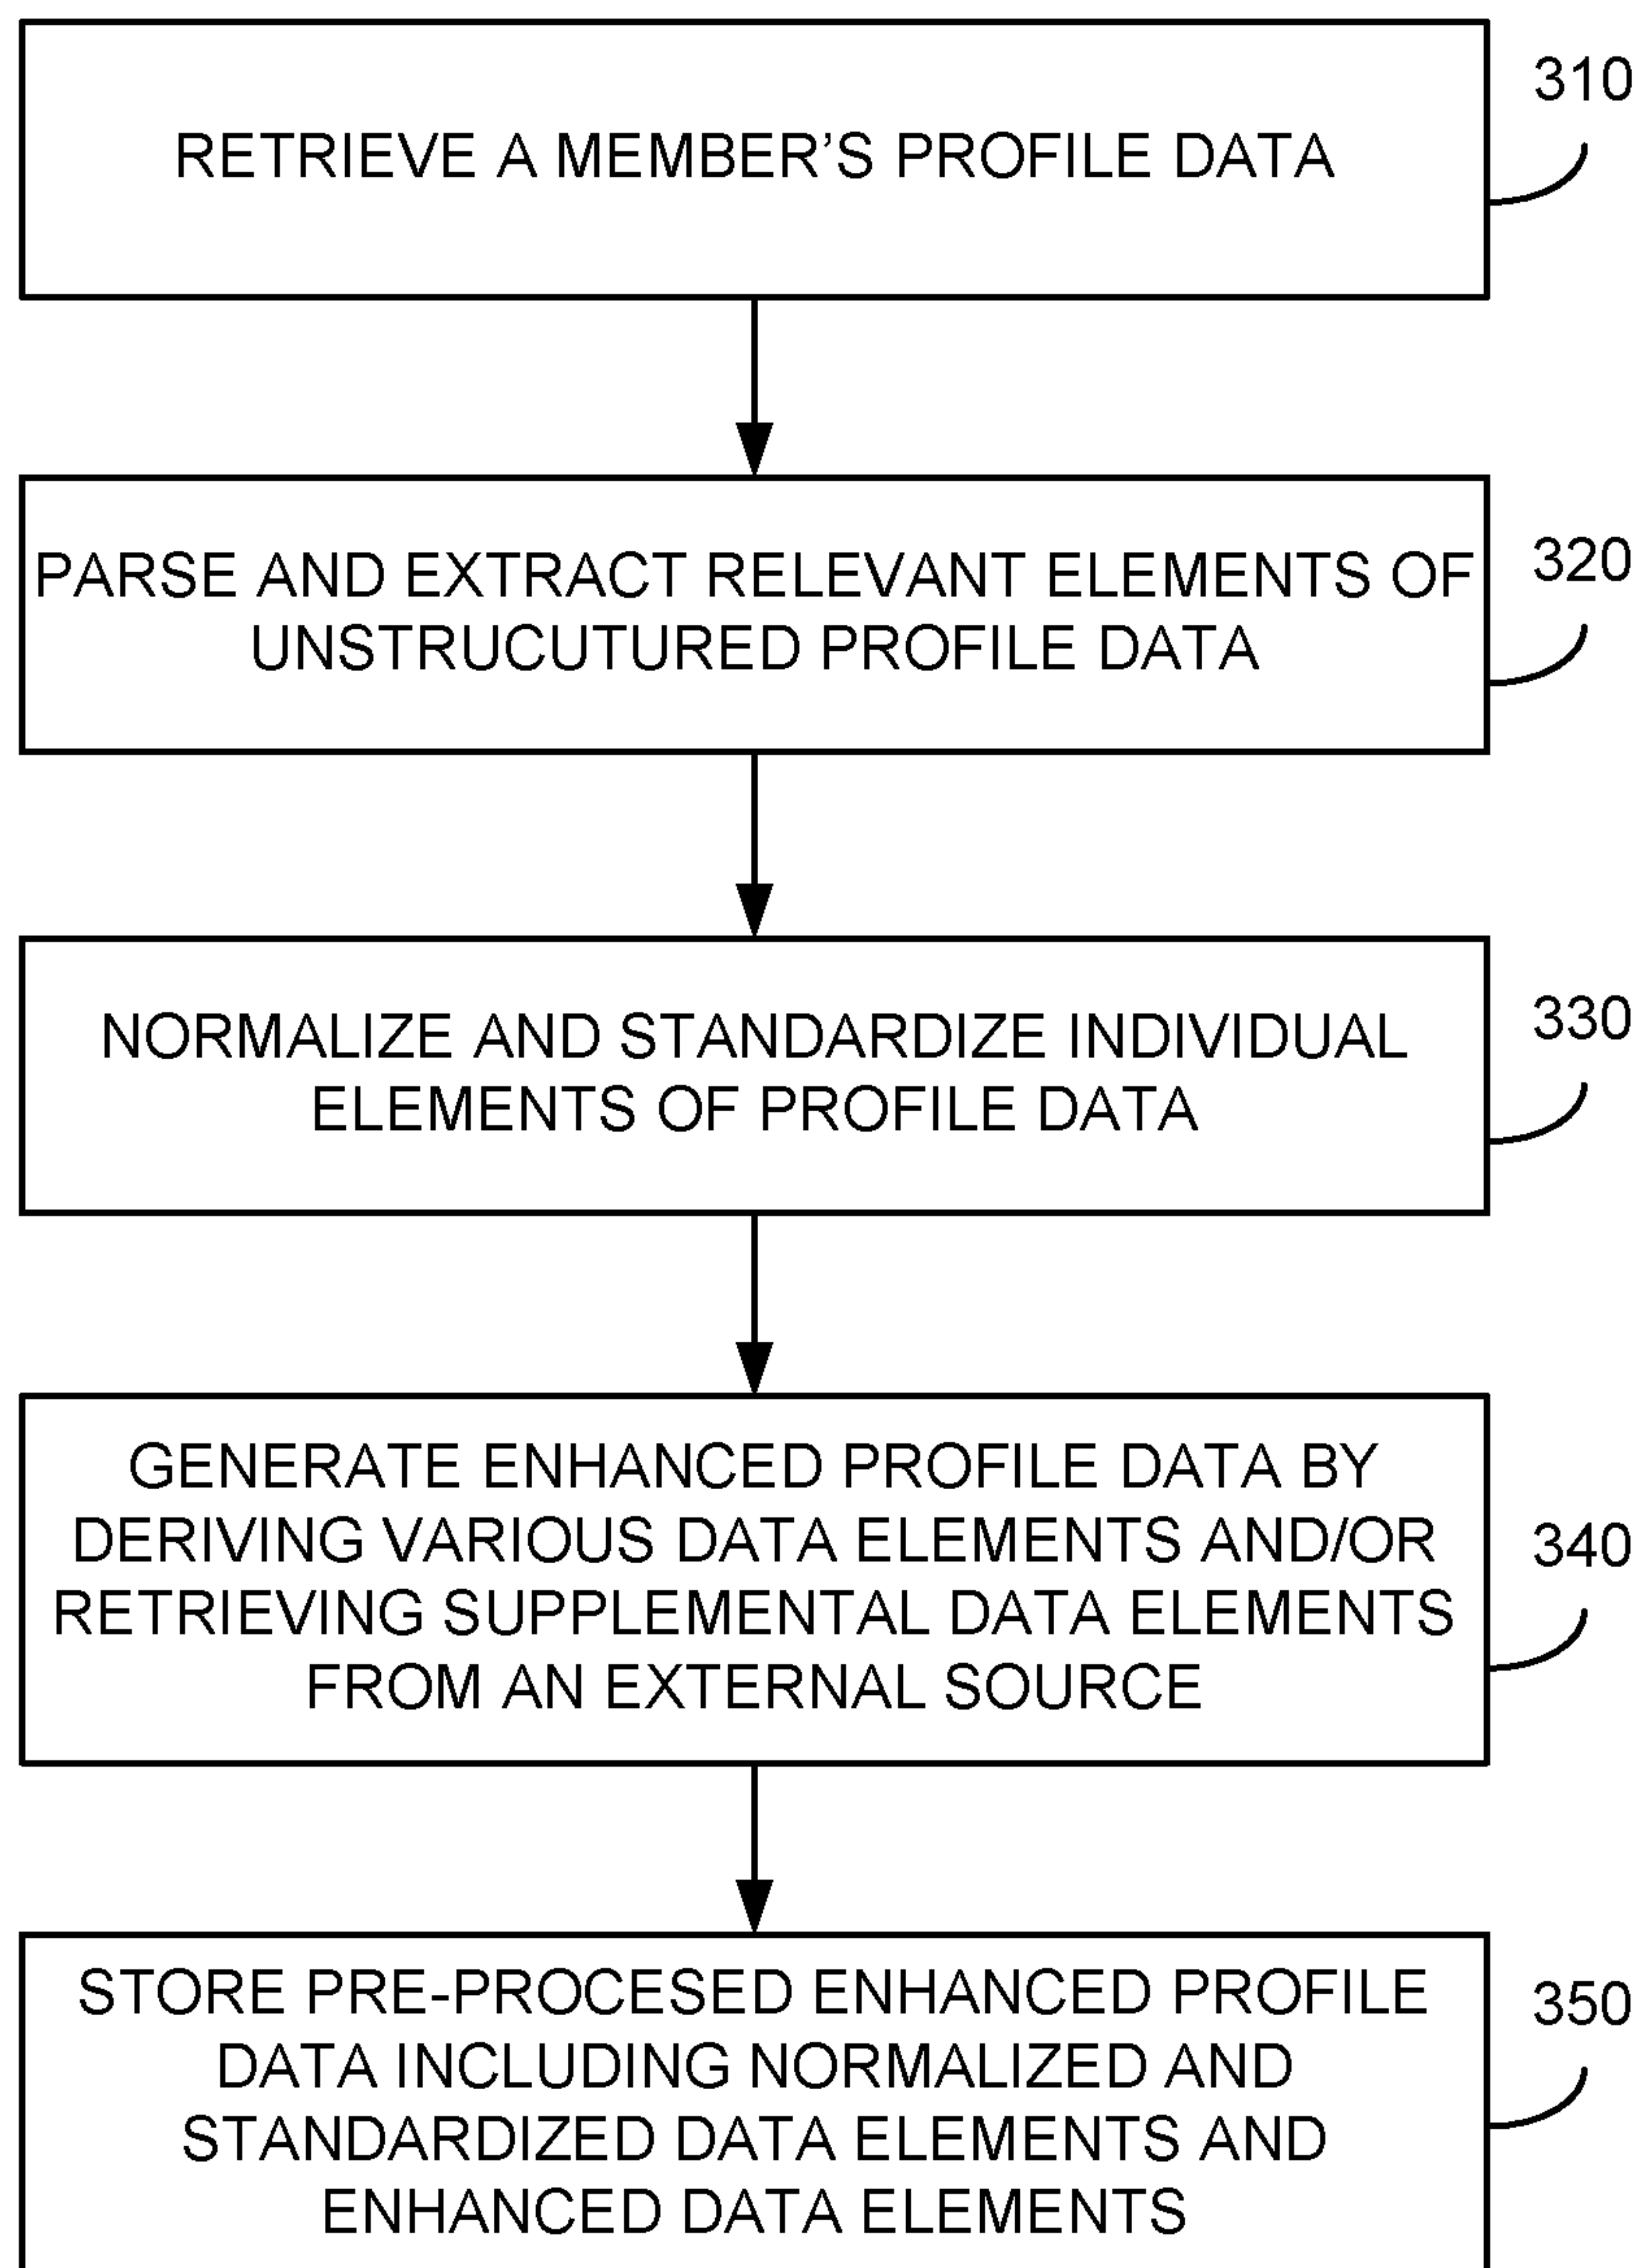 310
RETRIEVE A MEMBER’S PROFILE DATA
320
PARSE AND EXTRACT RELEVANT ELEMENTS OF
UNSTRUCUTURED PROFILE DATA
330
NORMALIZE AND STANDARDIZE INDIVIDUAL
ELEMENTS OF PROFILE DATA
340
GENERATE ENHANCED PROFILE DATA BY
DERIVING VARIOUS DATA ELEMENTS AND/OR
RETRIEVING SUPPLEMENTAL DATA ELEMENTS
FROM AN EXTERNAL SOURCE
350
STORE PRE-PROCESED ENHANCED PROFILE
DATA INCLUDING NORMALIZED AND
STANDARDIZED DATA ELEMENTS AND
ENHANCED DATA ELEMENTS